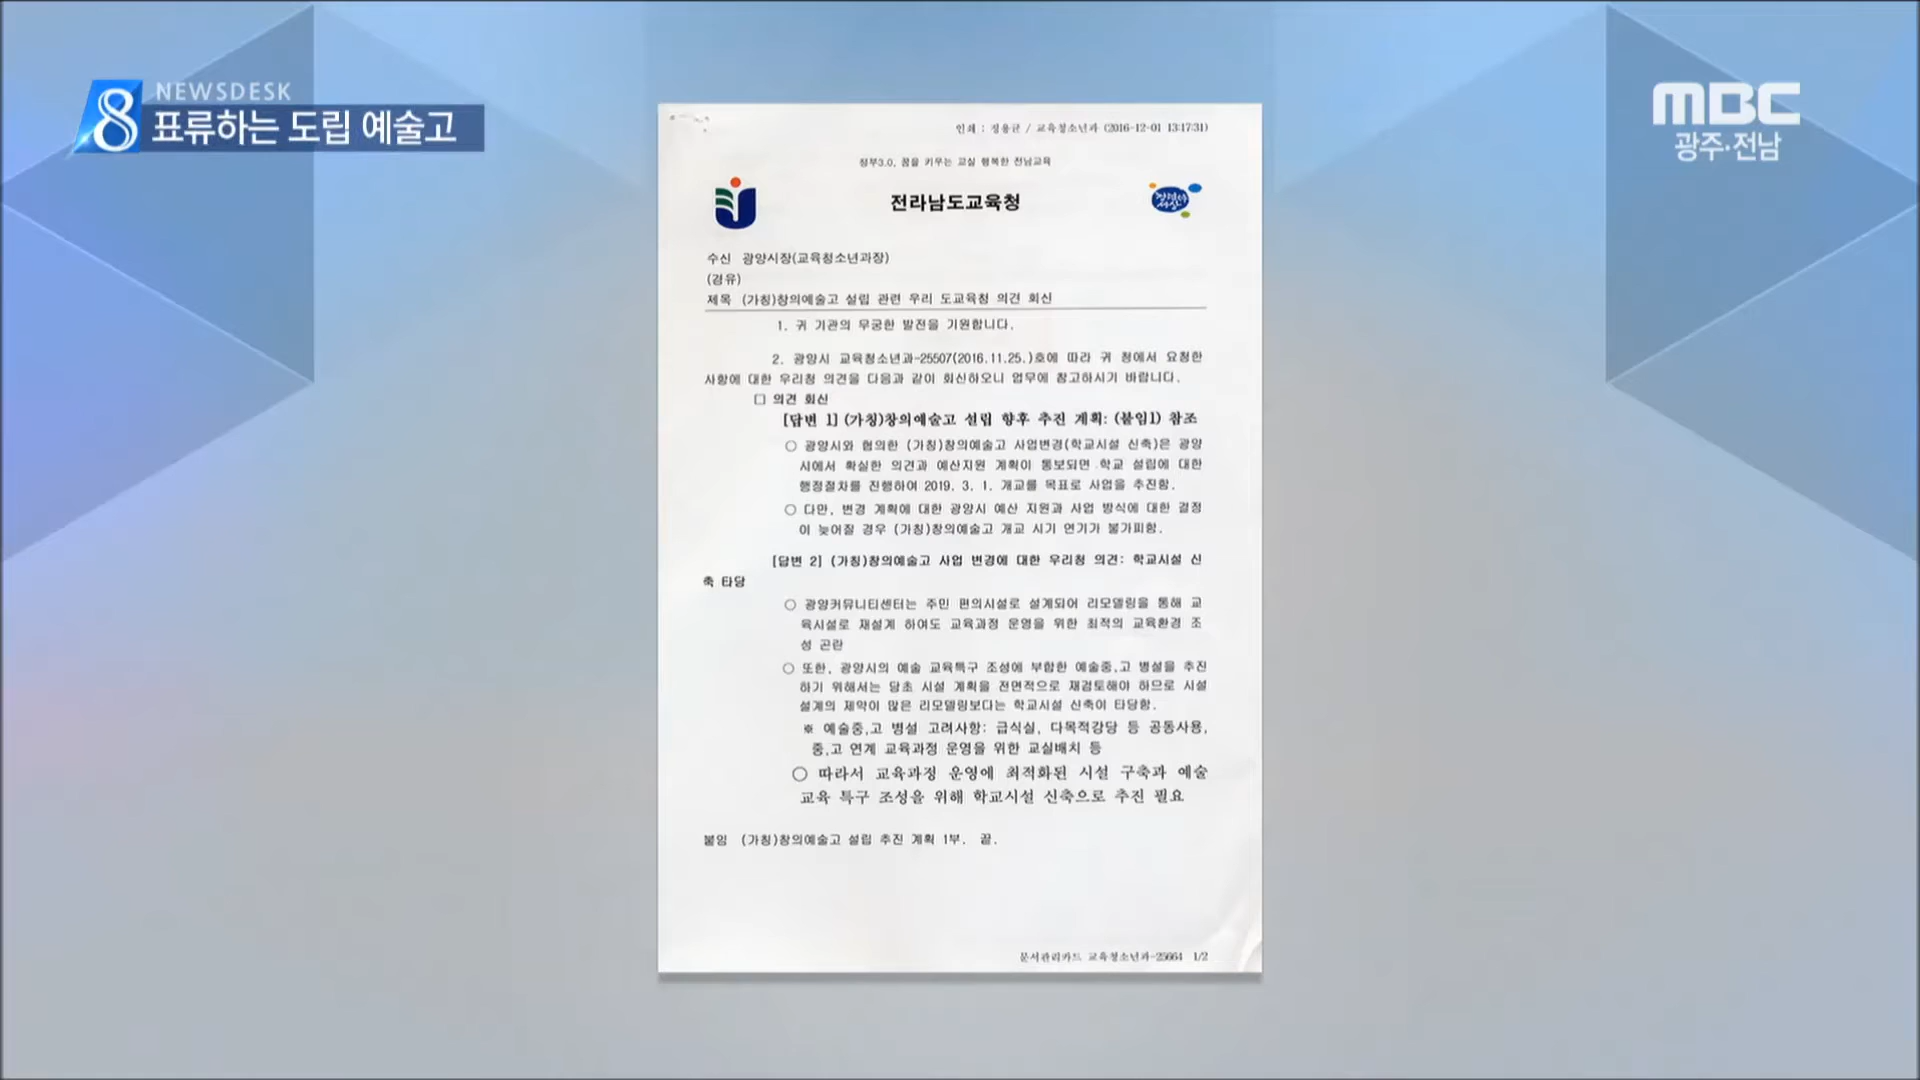 8 NEWSDESK
표류하는 도립 예술고
MBC
광주·전남
인쇄 : 정용균 / 교육청소년과 (2016-12-01 13:17:31)
정부3.0, 꿈을 키우는 교실 행복한 전남교육
전라남도교육청
수신 광양시장(교육청소년과장)
(경유)
제목 (가칭)창의예술고 설립 관련 우리 도교육청 의견 회신
1. 귀 기관의 무궁한 발전을 기원합니다.
2. 광양시 교육청소년과-25507(2016.11.25.)호에 따라 귀 청에서 요청한
사항에 대한 우리청 의견을 다음과 같이 회신하오니 업무에 참고하시기 바랍니다.
□ 의견 회신
[답변 1] (가칭)창의예술고 설립 향후 추진 계획: (붙임1) 참조
○ 광양시와 협의한 (가칭)창의예술고 사업변경(학교시설 신축)은 광양
시에서 확실한 의견과 예산지원 계획이 통보되면 학교 설립에 대한
행정절차를 진행하여 2019. 3. 1. 개교를 목표로 사업을 추진함.
○ 다만, 변경 계획에 대한 광양시 예산 지원과 사업 방식에 대한 결정
이 늦어질 경우 (가칭)창의예술고 개교 시기 연기가 불가피함.
[답변 2] (가칭)창의예술고 사업 변경에 대한 우리청 의견: 학교시설 신
축 타당
○ 광양커뮤니티센터는 주민 편의시설로 설계되어 리모델링을 통해 교
육시설로 재설계 하여도 교육과정 운영을 위한 최적의 교육환경 조
성 곤란
○ 또한, 광양시의 예술 교육특구 조성에 부합한 예술중,고 병설을 추진
하기 위해서는 당초 시설 계획을 전면적으로 재검토해야 하므로 시설
설계의 제약이 많은 리모델링보다는 학교시설 신축이 타당함.
※ 예술중,고 병설 고려사항: 급식실, 다목적강당 등 공동사용,
중,고 연계 교육과정 운영을 위한 교실배치 등
○ 따라서 교육과정 운영에 최적화된 시설 구축과 예술
교육 특구 조성을 위해 학교시설 신축으로 추진 필요
붙임 (가칭)창의예술고 설립 추진 계획 1부. 끝.
문서관리카드 교육청소년과-25664 1/2